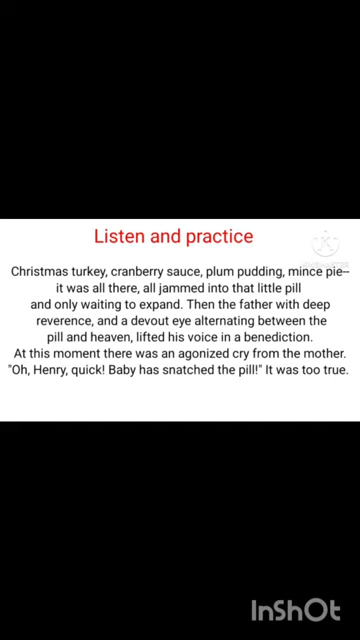 Listen and practice
Christmas turkey, cranberry sauce, plum pudding, mince pie--
it was all there, all jammed into that little pill
and only waiting to expand. Then the father with deep
reverence, and a devout eye alternating between the
pill and heaven, lifted his voice in a benediction.
At this moment there was an agonized cry from the mother.
"Oh, Henry, quick! Baby has snatched the pill!" It was too true.
InShOt